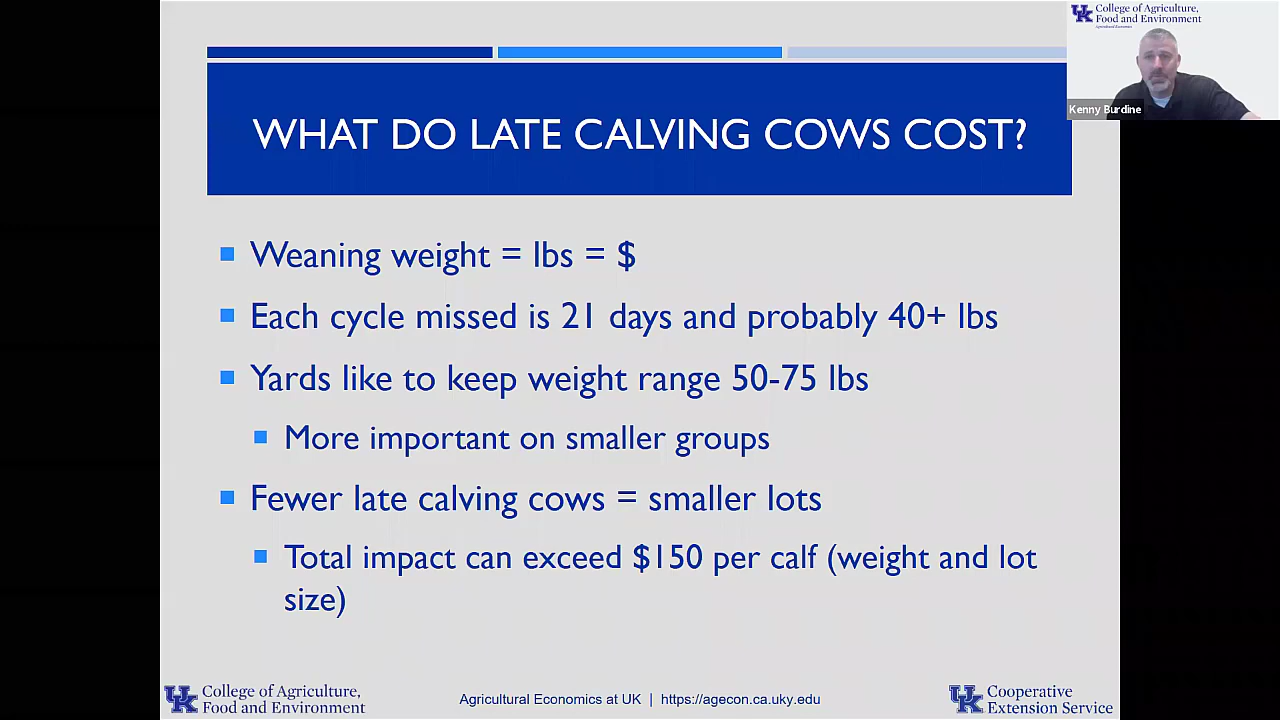 College of Agriculture,
Food and Environment
Agricultural Economics
Kenny Burdine
WHAT DO LATE CALVING COWS COST?
Weaning weight = lbs = $
Each cycle missed is 21 days and probably 40+ lbs
Yards like to keep weight range 50-75 lbs
More important on smaller groups
Fewer late calving cows = smaller lots
Total impact can exceed $150 per calf (weight and lot
size)
UK College of Agriculture,
Food and Environment
Agricultural Economics at UK | https://agecon.ca.uky.edu
UK Cooperative
Extension Service